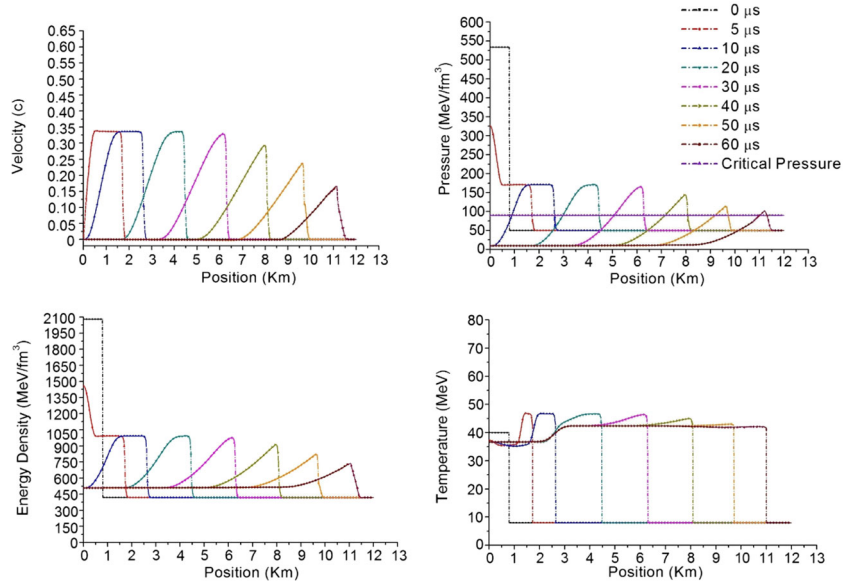 0.65
0.60
0.55
0.50
0.45
0.40
0.35
0.30
0.25
0.20
0.15
0.10
0.05
0
Velocity (c)
0 1 2 3 4 5 6 7 8 9 10 11 12 13
Position (Km)
600
550
500
450
400
350
300
250
200
150
100
50
0
Pressure (MeV/fm³)
0 1 2 3 4 5 6 7 8 9 10 11 12 13
Position (Km)
0 μs
5 μs
10 μs
20 μs
30 μs
40 μs
50 μs
60 μs
Critical Pressure
2100
1950
1800
1650
1500
1350
1200
1050
900
750
600
450
300
150
0
Energy Density (MeV/fm³)
0 1 2 3 4 5 6 7 8 9 10 11 12 13
Position (Km)
80
70
60
50
40
30
20
10
0
Temperature (MeV)
0 1 2 3 4 5 6 7 8 9 10 11 12 13
Position (Km)